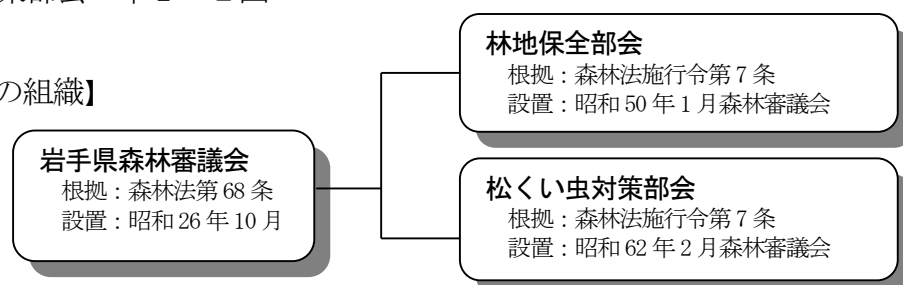 の組織】
岩手県森林審議会
根拠：森林法第68条
設置：昭和26年10月
林地保全部会
根拠：森林法施行令第7条
設置：昭和50年1月森林審議会
松くい虫対策部会
根拠：森林法施行令第7条
設置：昭和62年2月森林審議会